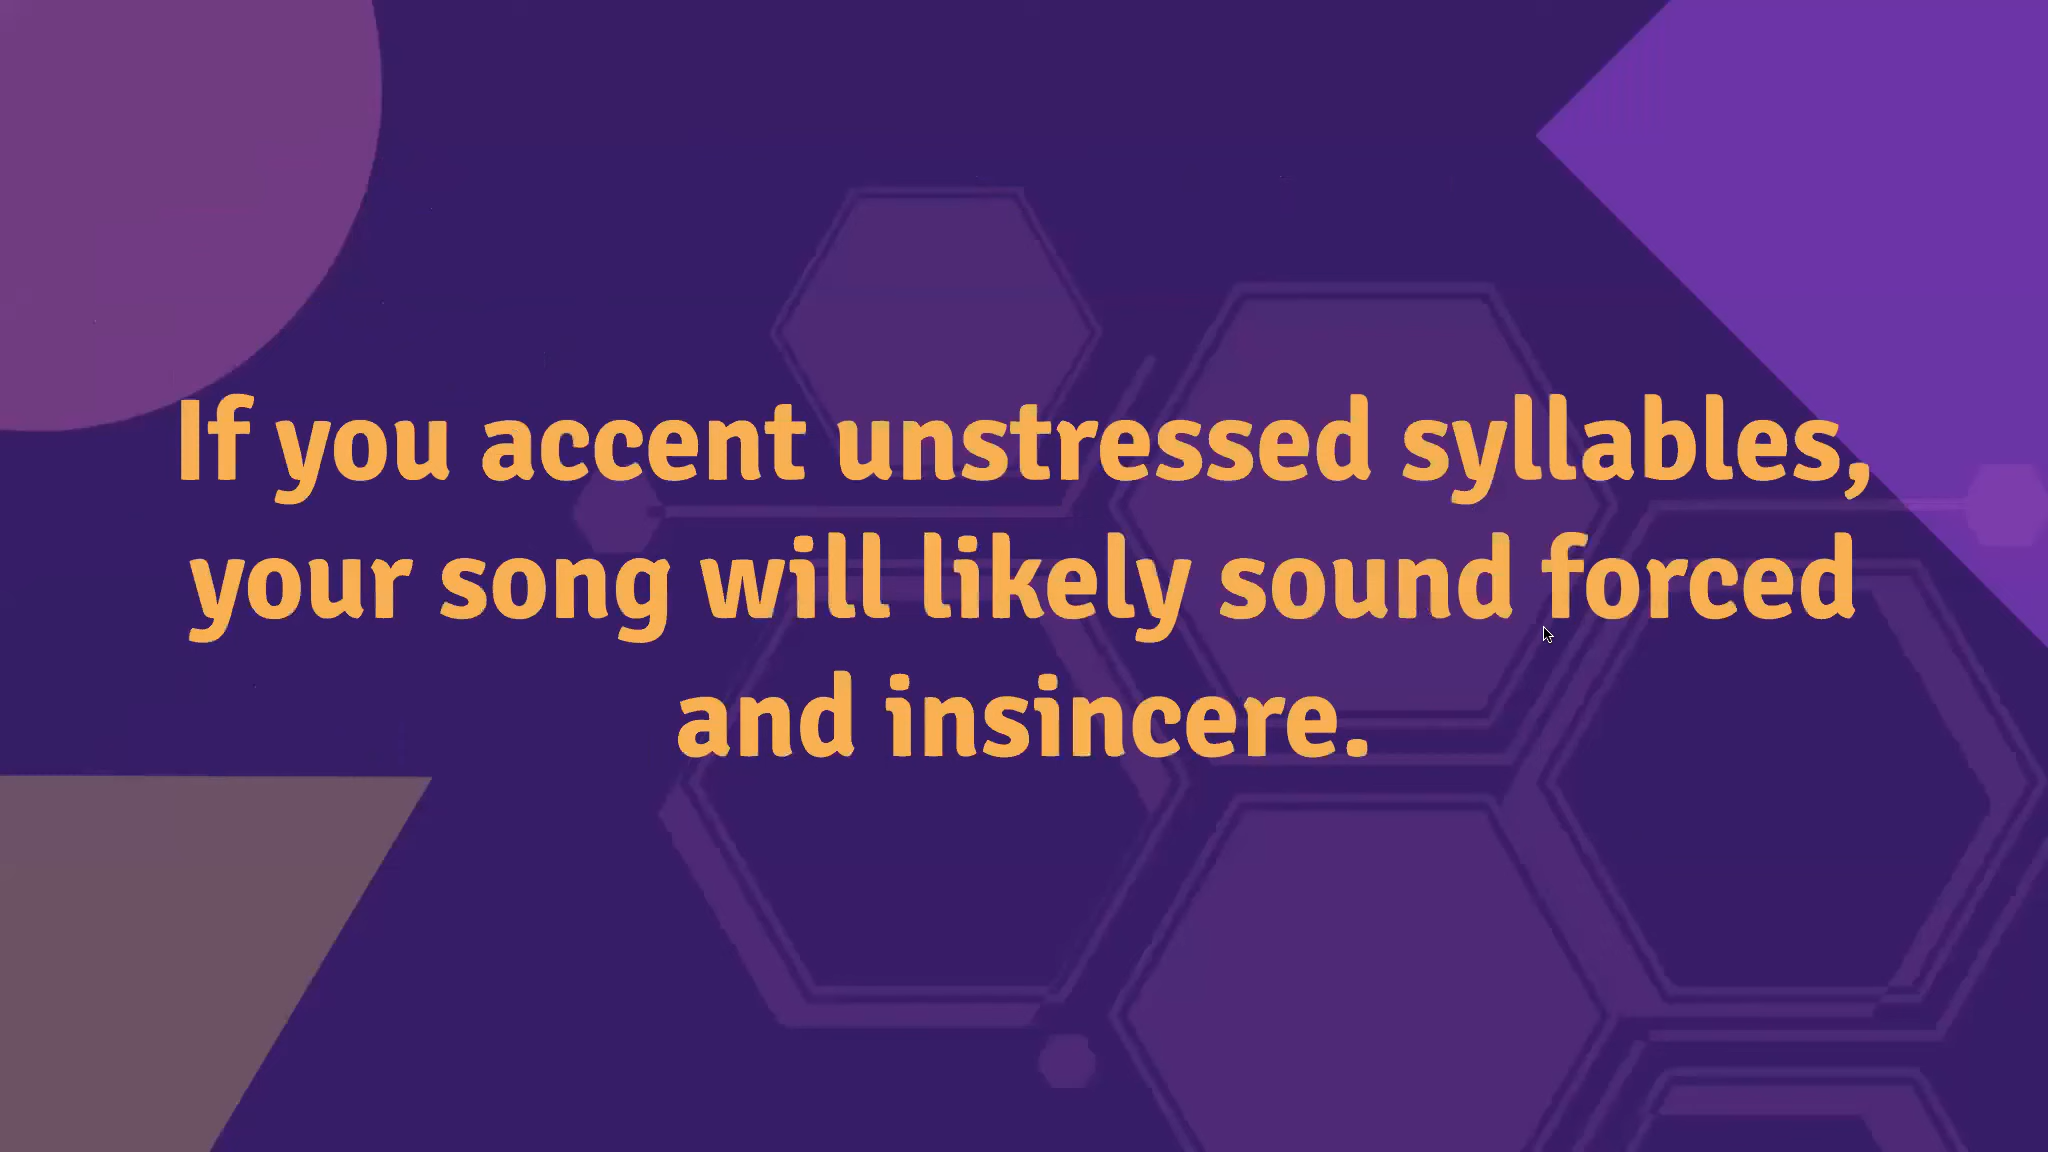 If you accent unstressed syllables,
your song will likely sound forced
and insincere.